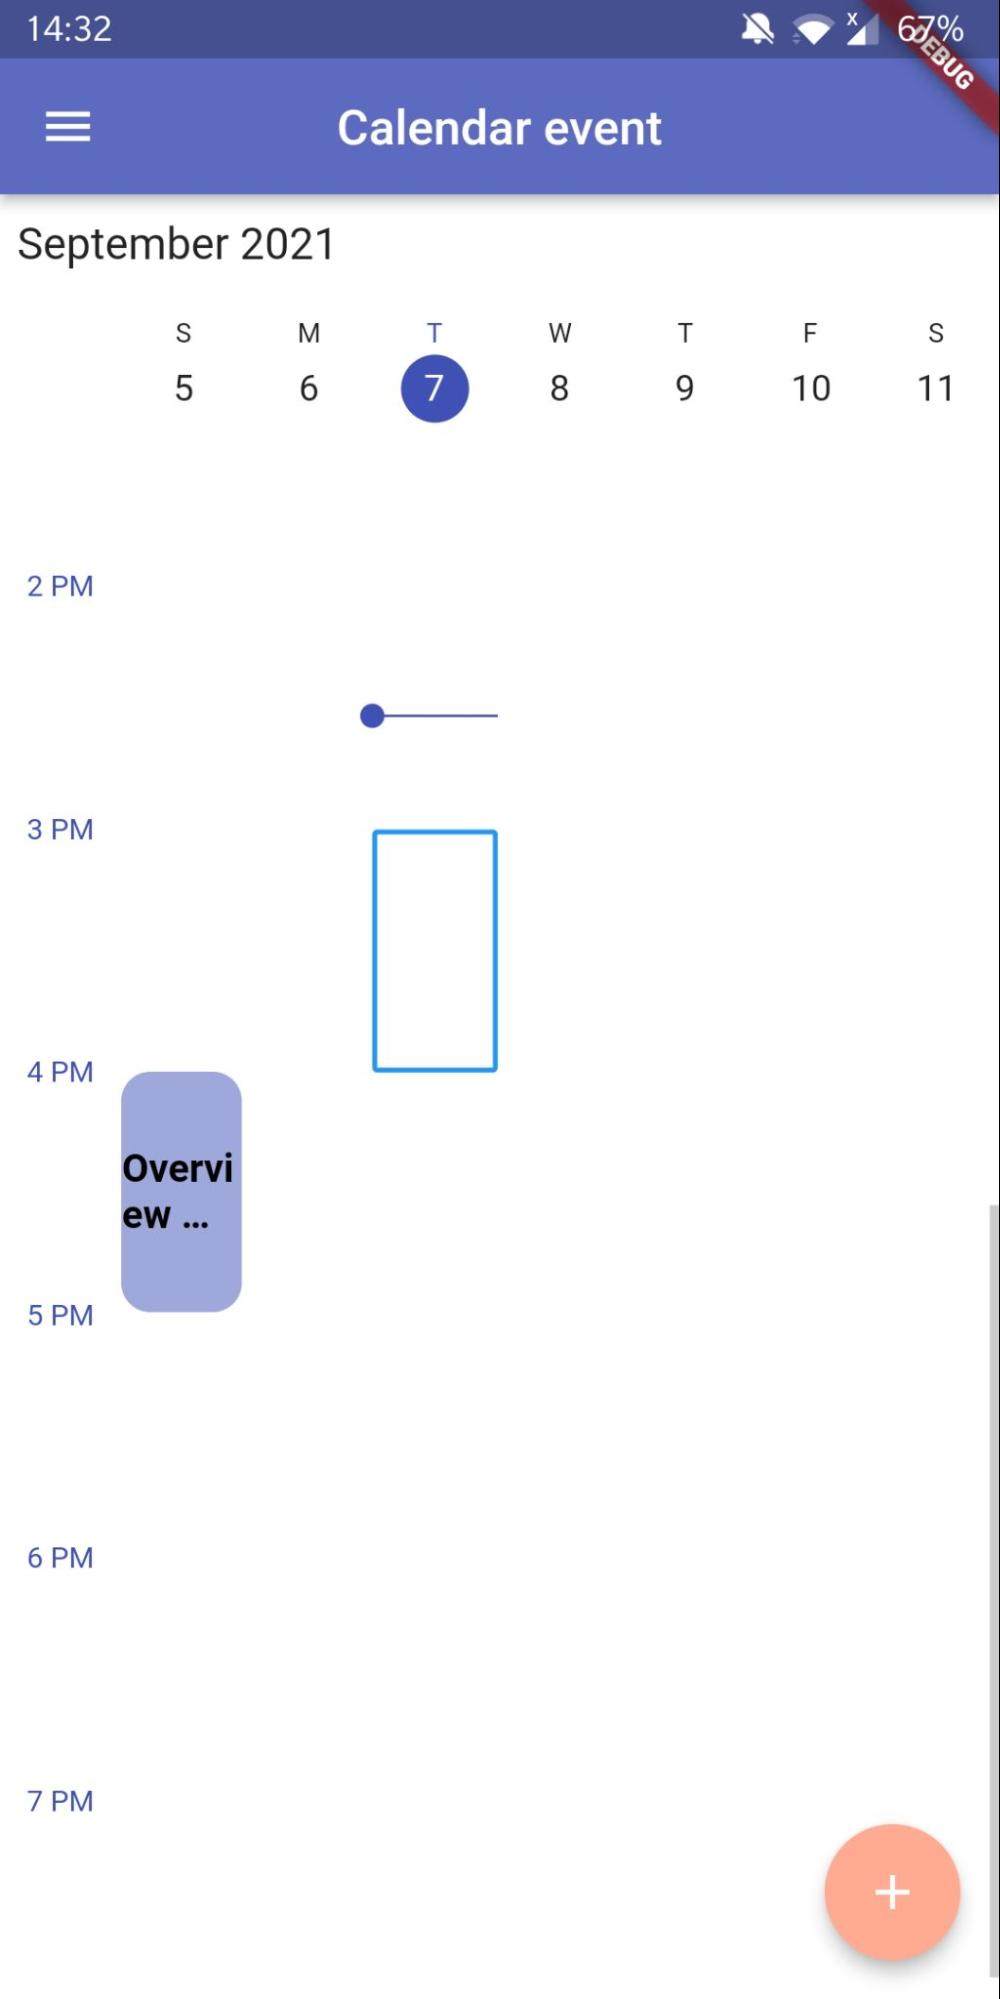 14:32
67%
DEBUG
Calendar event
September 2021
S M T W T F S
5 6 7 8 9 10 11
2 PM
3 PM
4 PM
Overvi
ew ...
5 PM
6 PM
7 PM